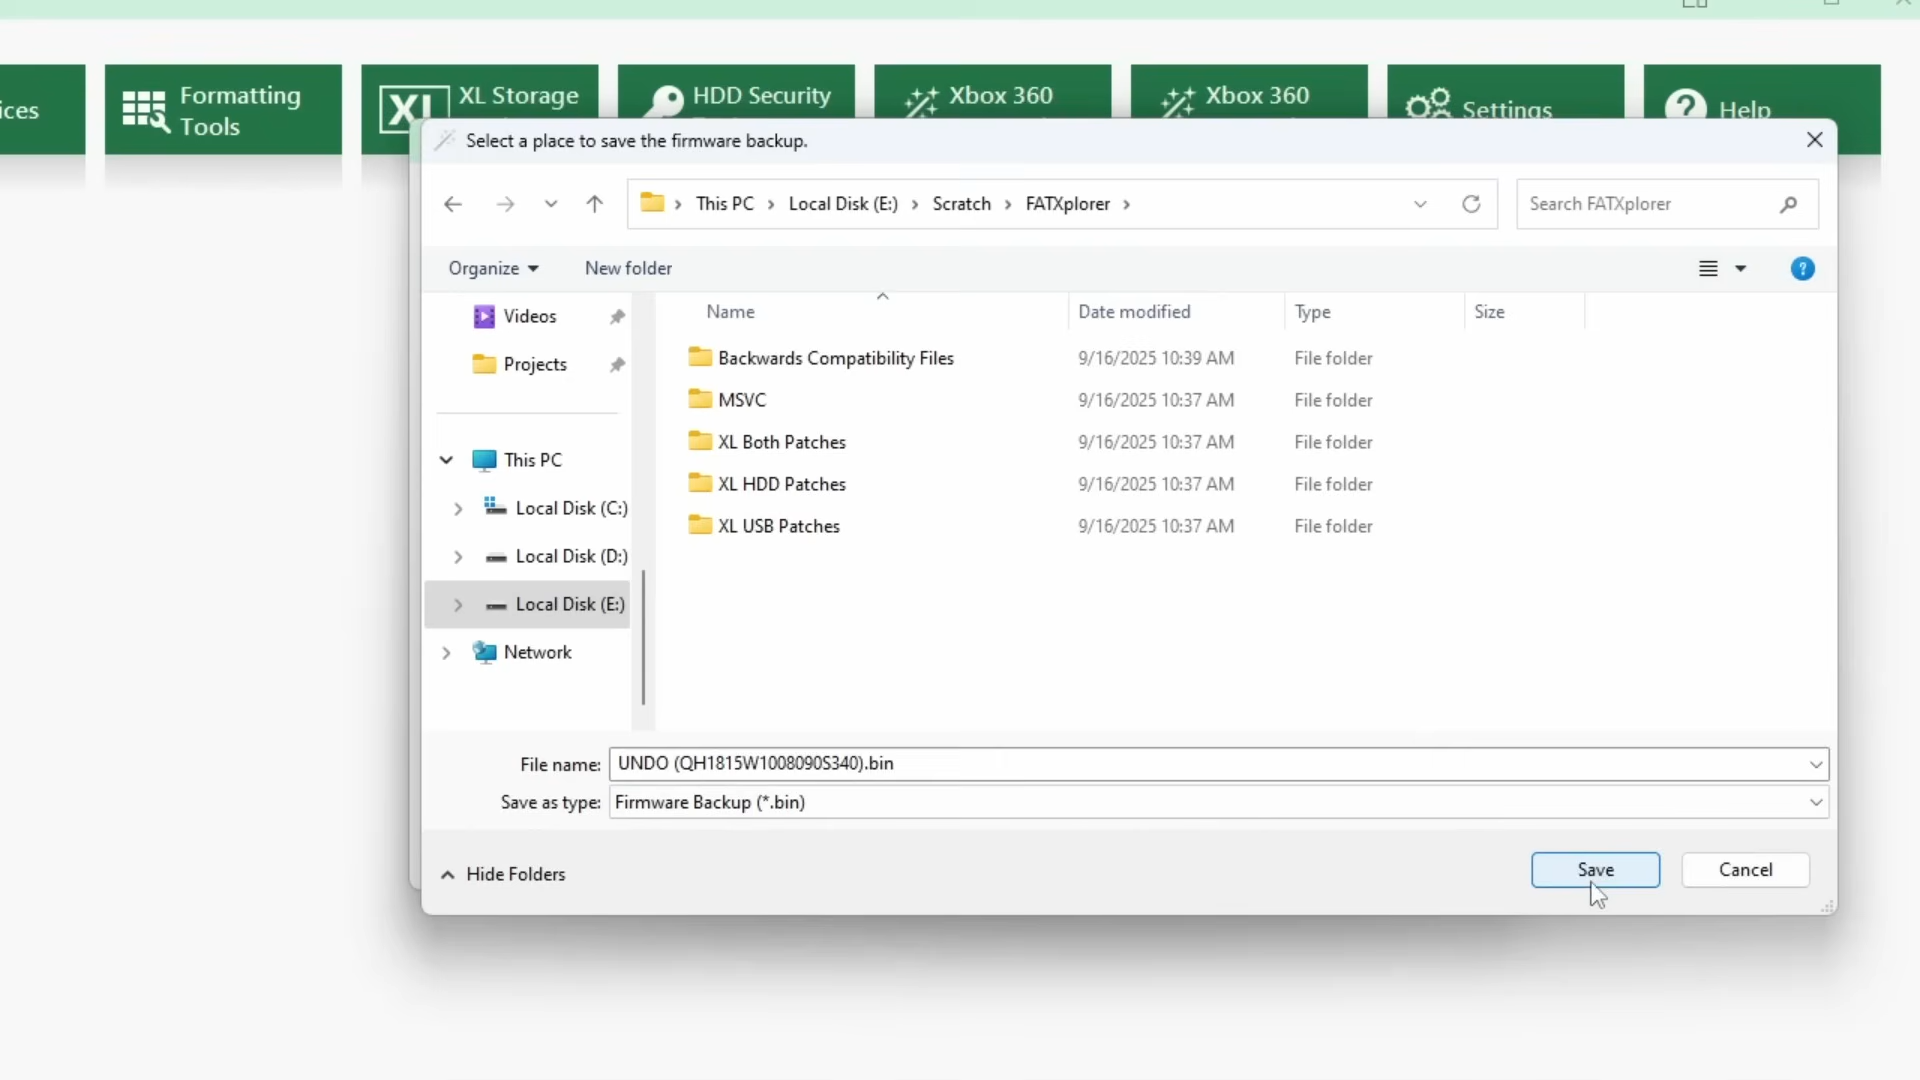 ices
Formatting
Tools
XL
XL Storage
HDD Security
Xbox 360
Xbox 360
Settings
? Help
Select a place to save the firmware backup.
This PC > Local Disk (E:) > Scratch > FATXplorer >
Search FATXplorer
Organize
New folder
?
Name
Date modified
Type
Size
Videos
Projects
This PC
Local Disk (C:)
Local Disk (D:)
Local Disk (E:)
Network
Backwards Compatibility Files 9/16/2025 10:39 AM File folder
MSVC 9/16/2025 10:37 AM File folder
XL Both Patches 9/16/2025 10:37 AM File folder
XL HDD Patches 9/16/2025 10:37 AM File folder
XL USB Patches 9/16/2025 10:37 AM File folder
File name: UNDO (QH1815W1008090S340).bin
Save as type: Firmware Backup (*.bin)
Hide Folders
Save
Cancel